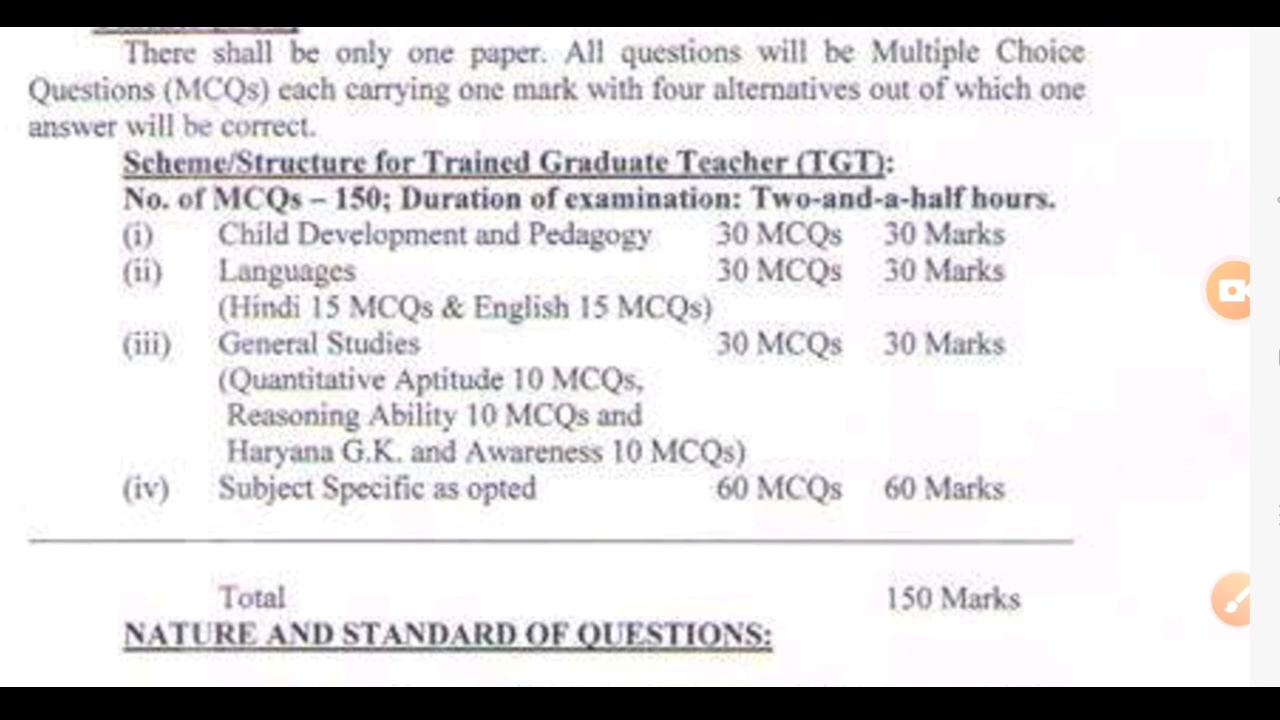 There shall be only one paper. All questions will be Multiple Choice
Questions (MCQs) each carrying one mark with four alternatives out of which one
answer will be correct.
Scheme/Structure for Trained Graduate Teacher (TGT):
No. of MCQs – 150; Duration of examination: Two-and-a-half hours.
(i) Child Development and Pedagogy 30 MCQs 30 Marks
(ii) Languages 30 MCQs 30 Marks
(Hindi 15 MCQs & English 15 MCQs)
(iii) General Studies 30 MCQs 30 Marks
(Quantitative Aptitude 10 MCQs,
Reasoning Ability 10 MCQs and
Haryana G.K. and Awareness 10 MCQs)
(iv) Subject Specific as opted 60 MCQs 60 Marks
Total 150 Marks
NATURE AND STANDARD OF QUESTIONS: